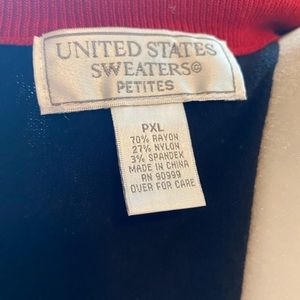 UNITED STATES
SWEATERS©
PETITES
PXL
70% RAYON
27% NYLON
3% SPANDEX
MADE IN CHINA
RN 90999
OVER FOR CARE